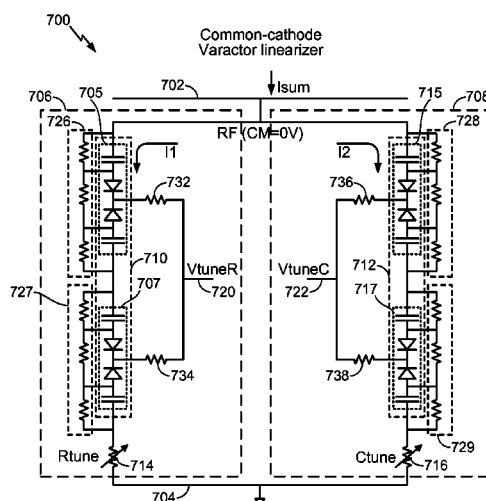 700
Common-cathode
Varactor linearizer
702
Isum
706
705
715
708
726
728
RF (CM=0V)
I1
I2
732
736
710
712
VtuneR
720
VtuneC
722
727
707
717
734
738
Rtune
714
Ctune
716
729
704